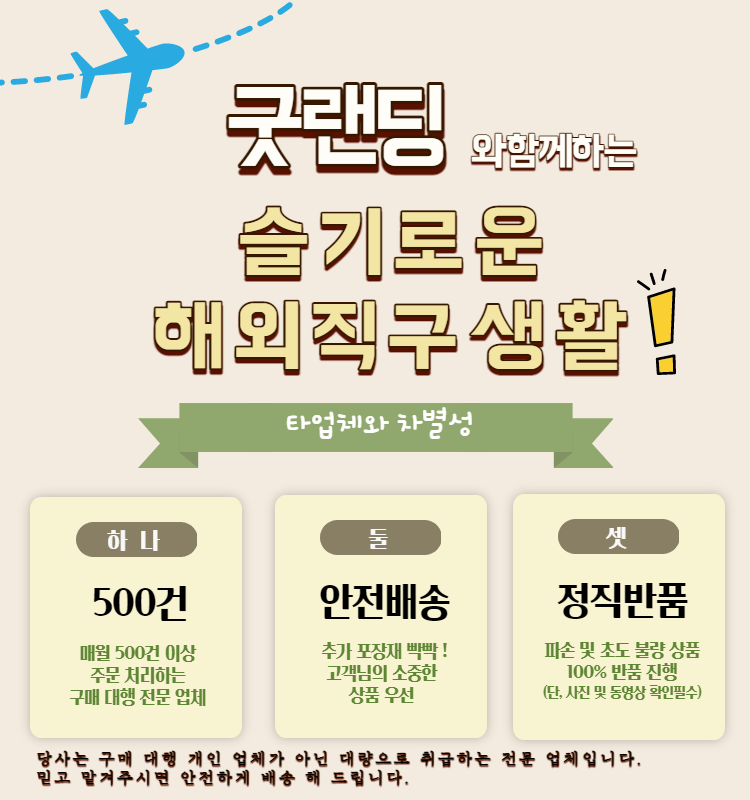 굿랜딩 와함께하는
슬기로운
해외직구생활
타업체와 차별성
하 나
500건
매월 500건 이상
주문 처리하는
구매 대행 전문 업체
둘
안전배송
추가 포장재 빡빡 !
고객님의 소중한
상품 우선
셋
정직반품
파손 및 초도 불량 상품
100% 반품 진행
(단, 사진 및 동영상 확인필수)
당사는 구매 대행 개인 업체가 아닌 대량으로 취급하는 전문 업체입니다.
믿고 맡겨주시면 안전하게 배송 해 드립니다.